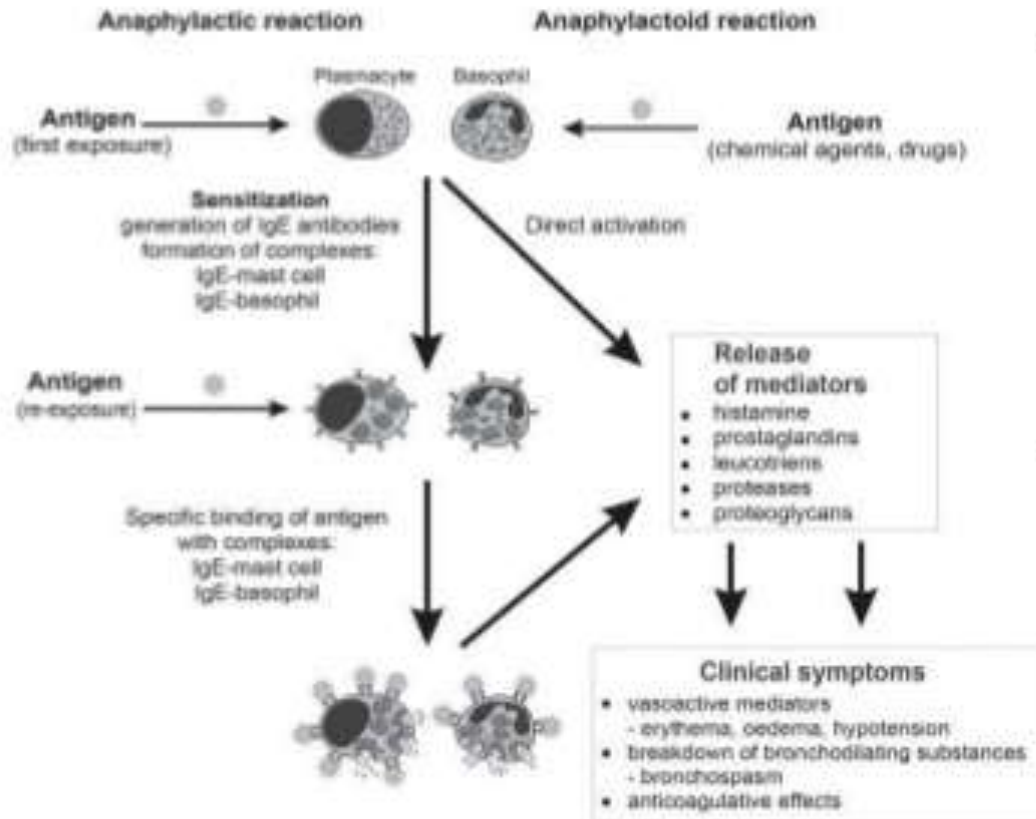 Anaphylactic reaction
Anaphylactoid reaction
Plasmacyte
Basophil
Antigen
(first exposure)
Antigen
(chemical agents, drugs)
Sensitization
generation of IgE antibodies
formation of complexes:
IgE-mast cell
IgE-basophil
Direct activation
Antigen
(re-exposure)
Release
of mediators
• histamine
• prostaglandins
• leucotriens
• proteases
• proteoglycans
Specific binding of antigen
with complexes:
IgE-mast cell
IgE-basophil
Clinical symptoms
• vasoactive mediators
- erythema, oedema, hypotension
• breakdown of bronchodilating substances
- bronchospasm
• anticoagulative effects